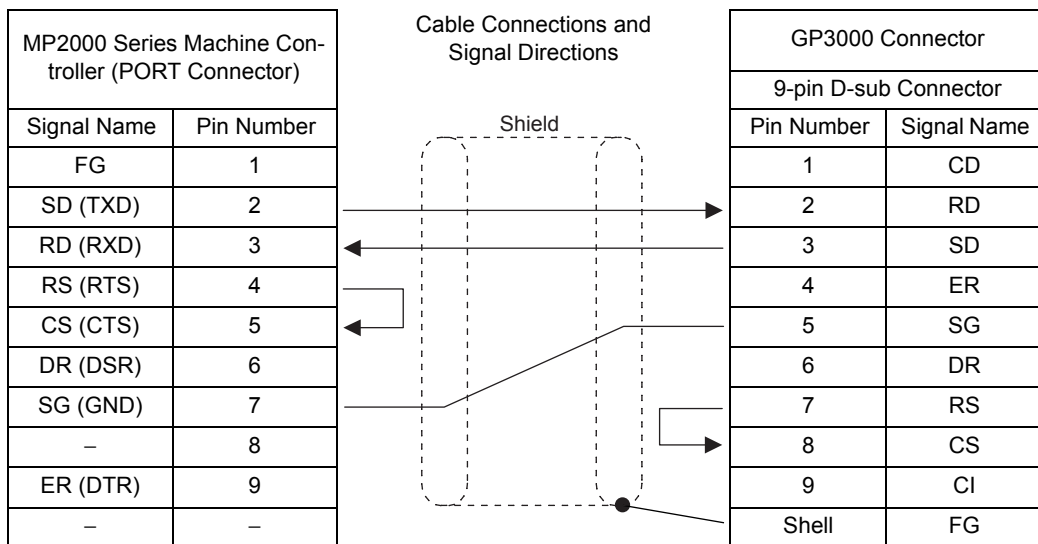 MP2000 Series Machine Con-
troller (PORT Connector)
Cable Connections and
Signal Directions
GP3000 Connector
9-pin D-sub Connector
Signal Name Pin Number Shield Pin Number Signal Name
FG 1 1 CD
SD (TXD) 2 2 RD
RD (RXD) 3 3 SD
RS (RTS) 4 4 ER
CS (CTS) 5 5 SG
DR (DSR) 6 6 DR
SG (GND) 7 7 RS
– 8 8 CS
ER (DTR) 9 9 CI
– – Shell FG